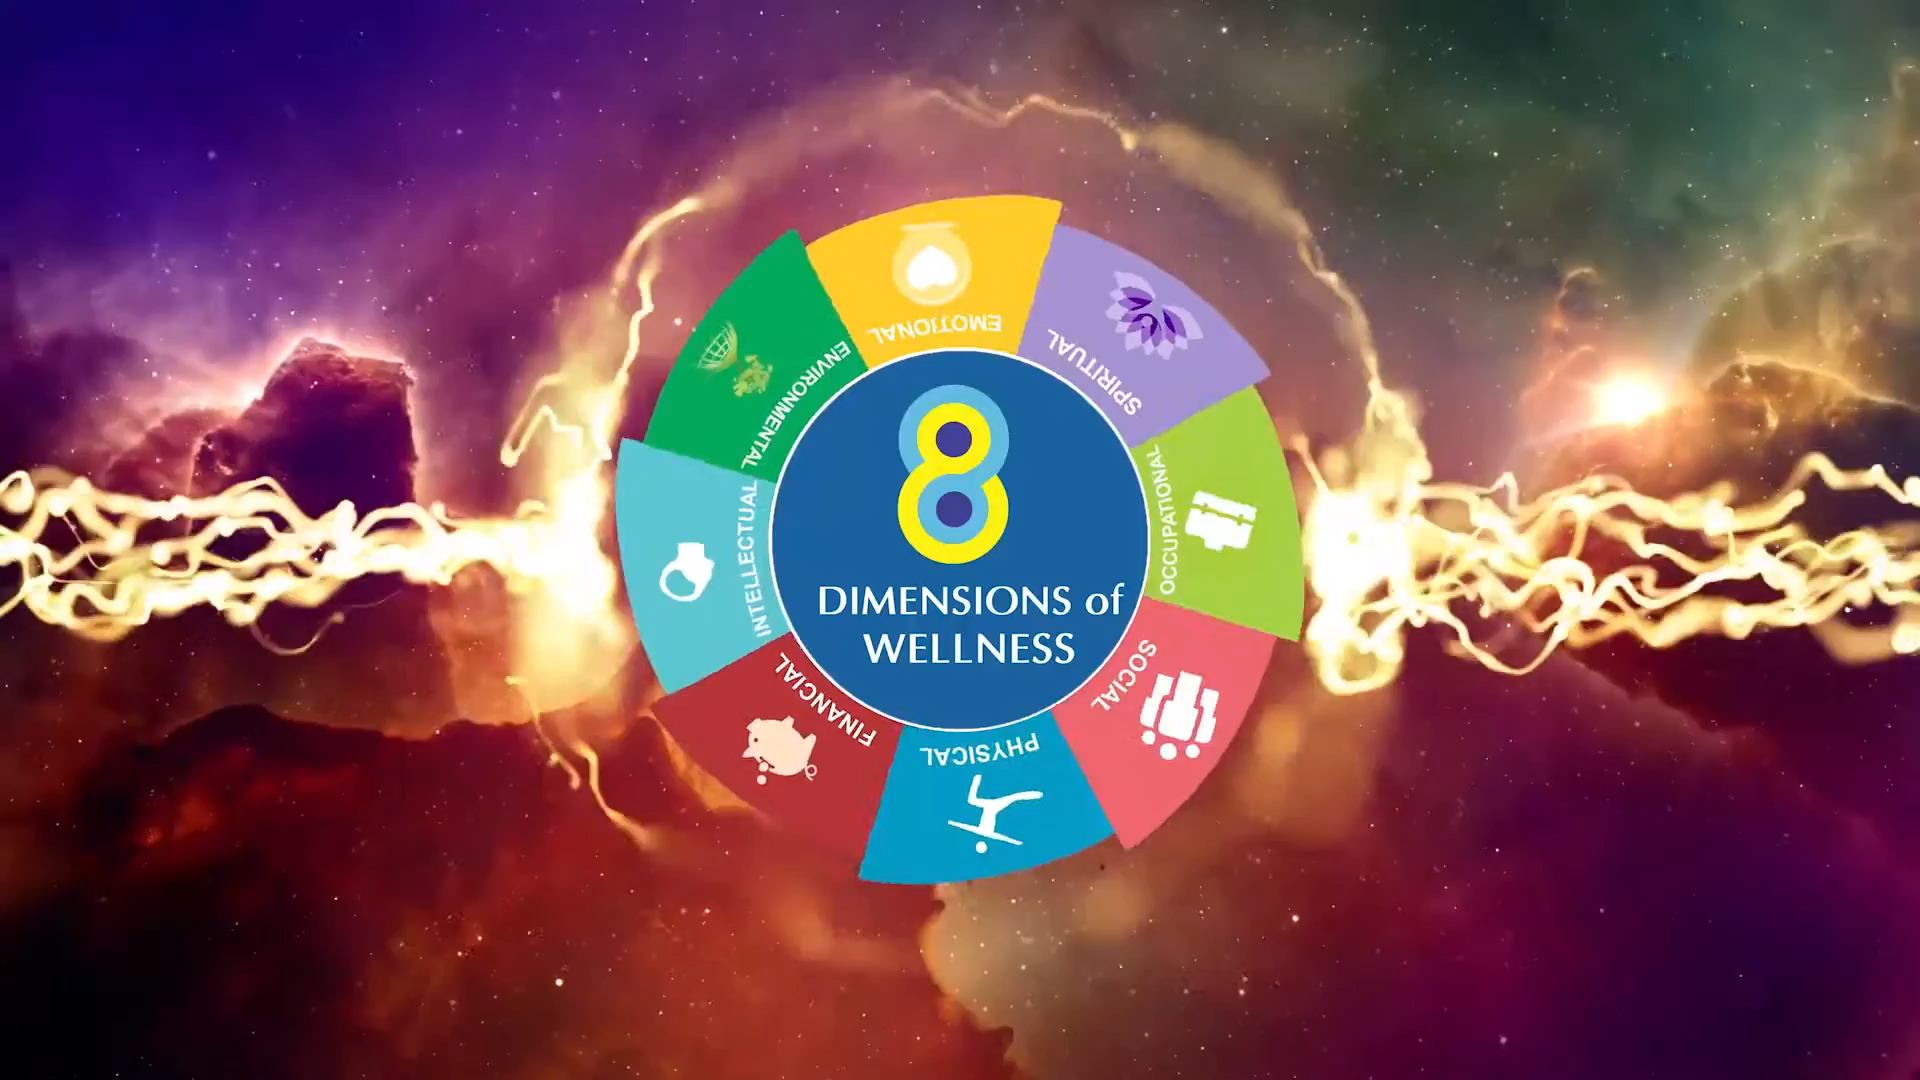 EMOTIONAL
SPIRITUAL
OCCUPATIONAL
SOCIAL
PHYSICAL
FINANCIAL
INTELLECTUAL
ENVIRONMENTAL
8
DIMENSIONS of
WELLNESS